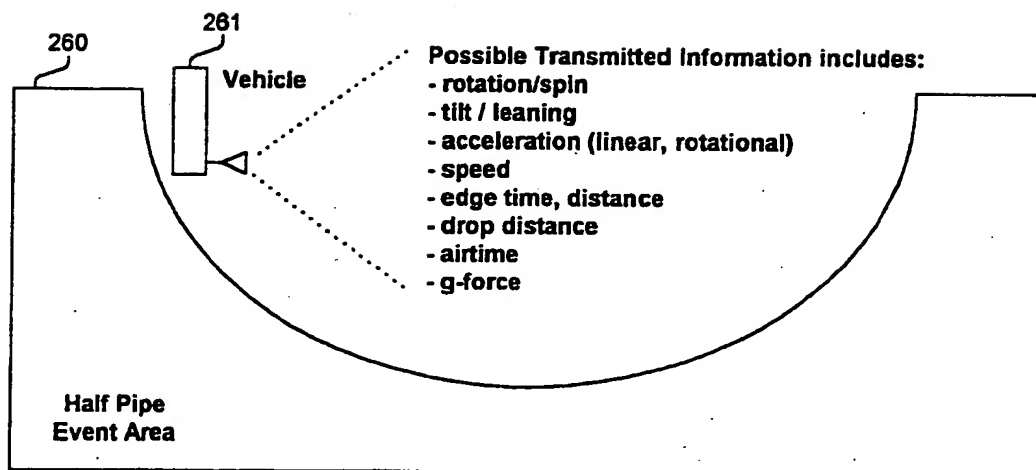 260
261
Vehicle
Possible Transmitted Information includes:
- rotation/spin
- tilt / leaning
- acceleration (linear, rotational)
- speed
- edge time, distance
- drop distance
- airtime
- g-force
Half Pipe
Event Area